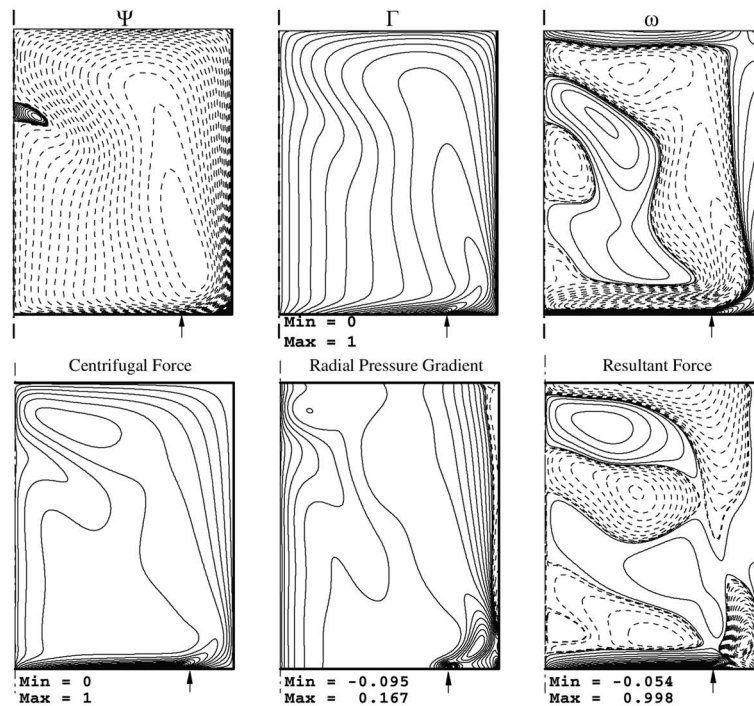 Ψ Γ ω
Min = 0
Max = 1
Centrifugal Force Radial Pressure Gradient Resultant Force
Min = 0 Min = -0.095 Min = -0.054
Max = 1 Max = 0.167 Max = 0.998